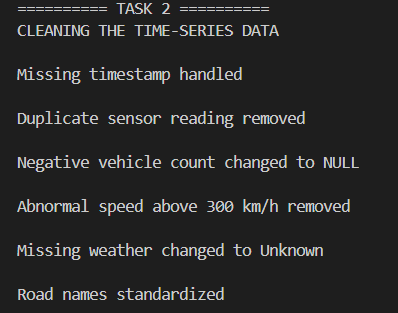 ========== TASK 2 ==========
CLEANING THE TIME-SERIES DATA
Missing timestamp handled
Duplicate sensor reading removed
Negative vehicle count changed to NULL
Abnormal speed above 300 km/h removed
Missing weather changed to Unknown
Road names standardized